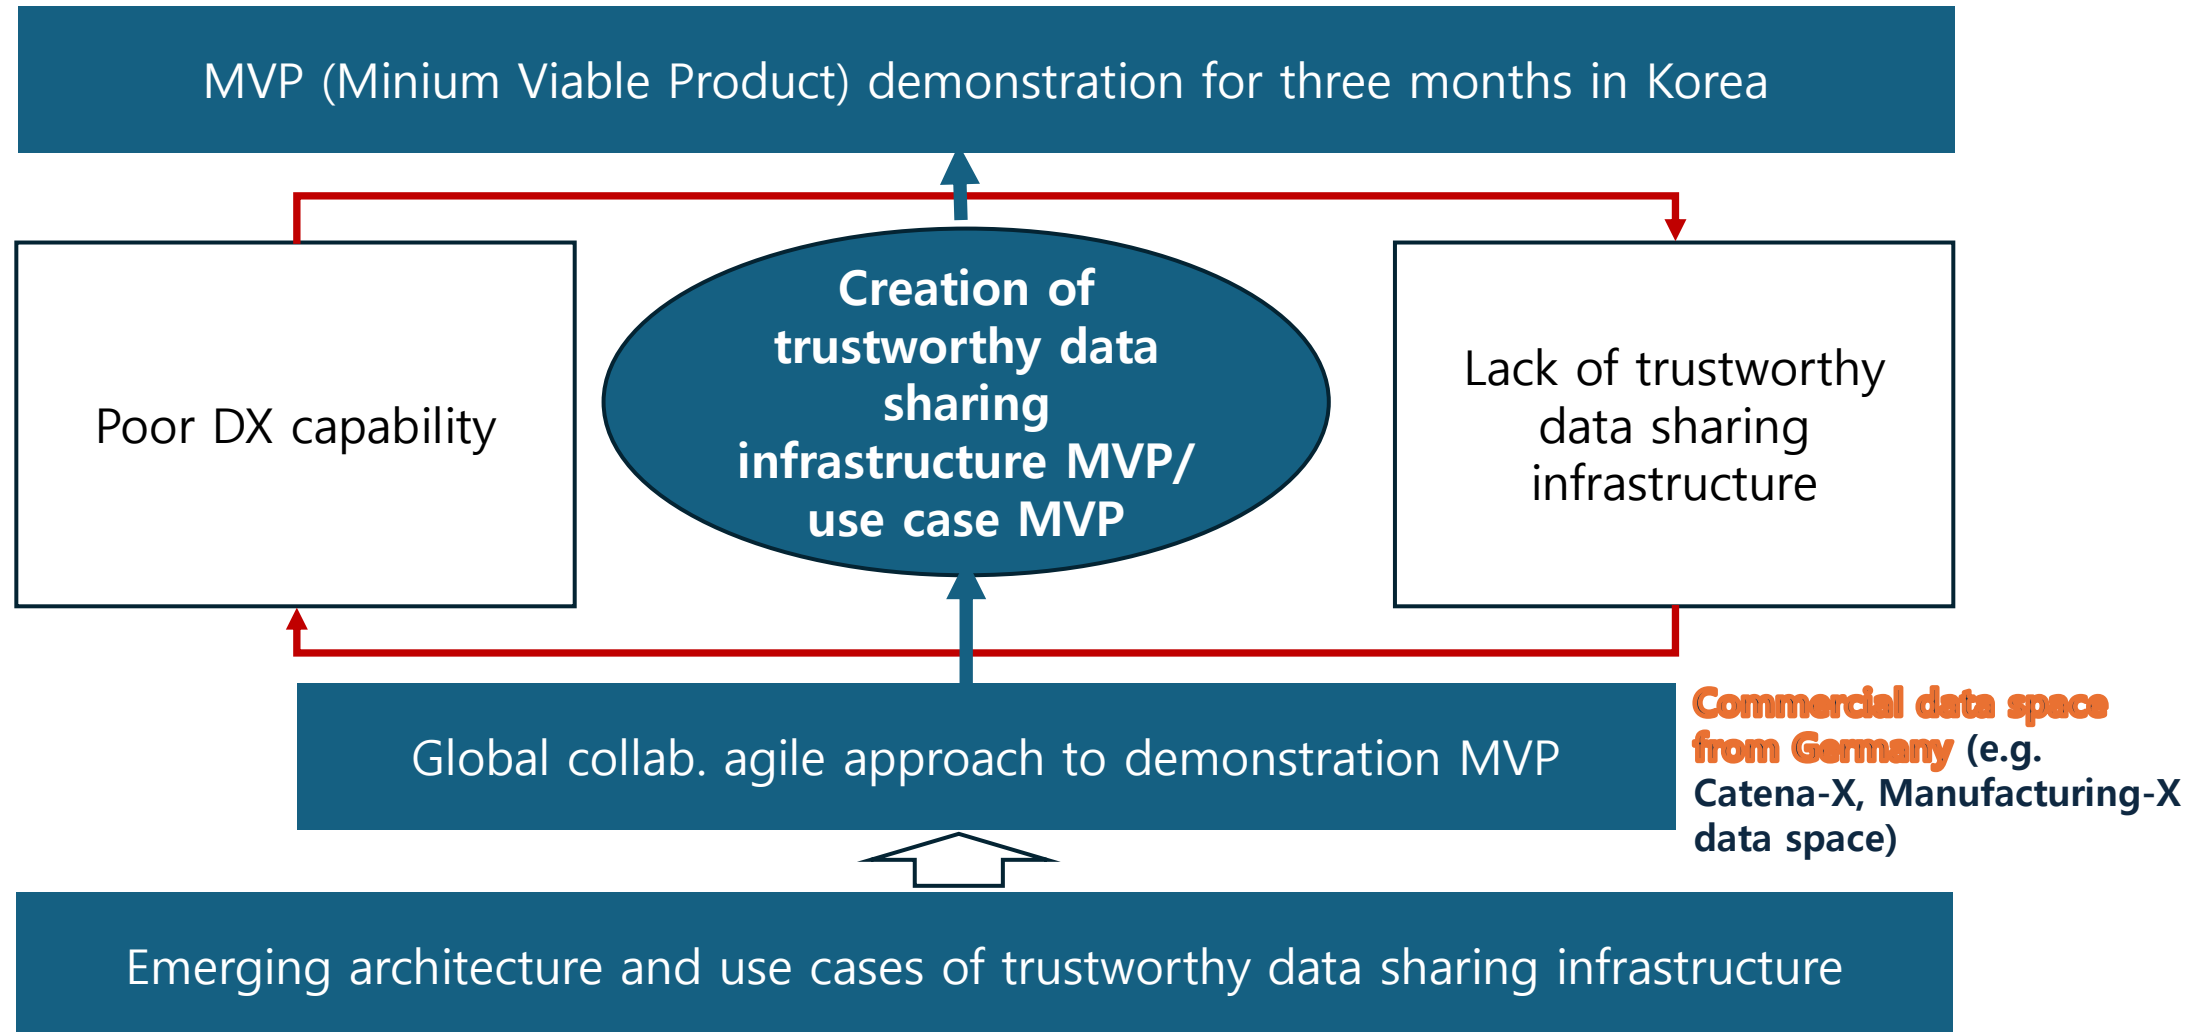 MVP (Minium Viable Product) demonstration for three months in Korea
Poor DX capability
Creation of
trustworthy data
sharing
infrastructure MVP/
use case MVP
Lack of trustworthy
data sharing
infrastructure
Global collab. agile approach to demonstration MVP
Commercial data space
from Germany (e.g.
Catena-X, Manufacturing-X
data space)
Emerging architecture and use cases of trustworthy data sharing infrastructure